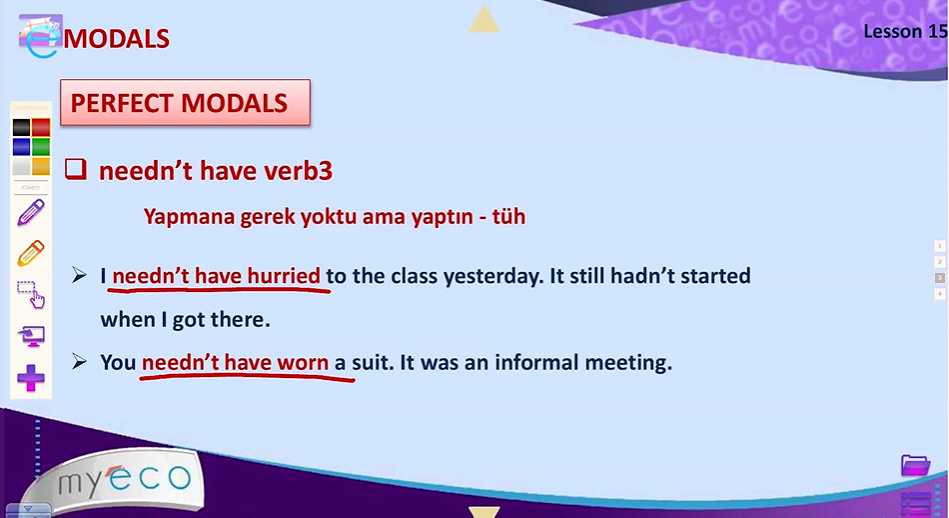 MODALS
Lesson 15
PERFECT MODALS
needn't have verb3
Yapmana gerek yoktu ama yaptın - tüh
Kalem
I needn't have hurried to the class yesterday. It still hadn't started
when I got there.
You needn't have worn a suit. It was an informal meeting.
1
2
3
4
myeco